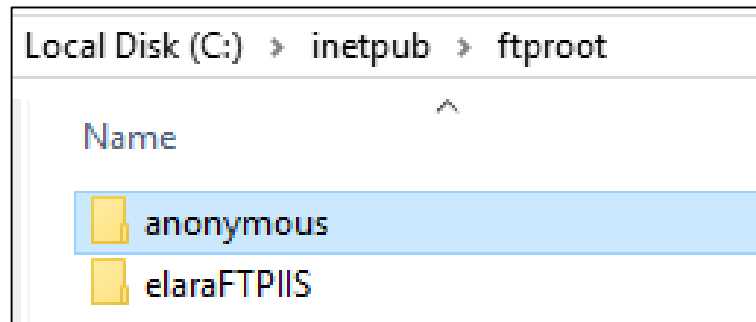 Local Disk (C:) > inetpub > ftproot
Name
anonymous
elaraFTPIIS